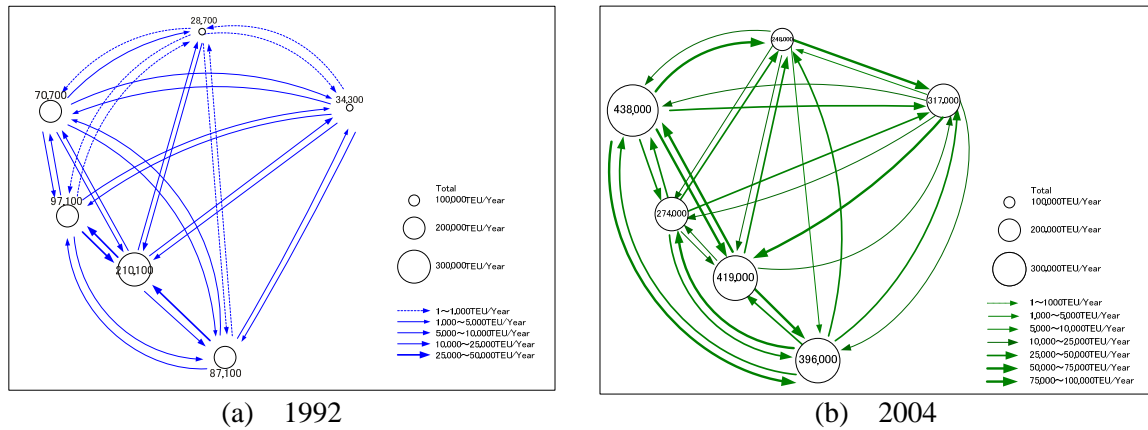 28,700
70,700
34,300
97,100
210,100
87,100
Total
100,000TEU/Year
200,000TEU/Year
300,000TEU/Year
1～1,000TEU/Year
1,000～5,000TEU/Year
5,000～10,000TEU/Year
10,000～25,000TEU/Year
25,000～50,000TEU/Year
(a) 1992
248,000
438,000
317,000
274,000
419,000
396,000
Total
100,000TEU/Year
200,000TEU/Year
300,000TEU/Year
1～1000TEU/Year
1,000～5,000TEU/Year
5,000～10,000TEU/Year
10,000～25,000TEU/Year
25,000～50,000TEU/Year
50,000～75,000TEU/Year
75,000～100,000TEU/Year
(b) 2004